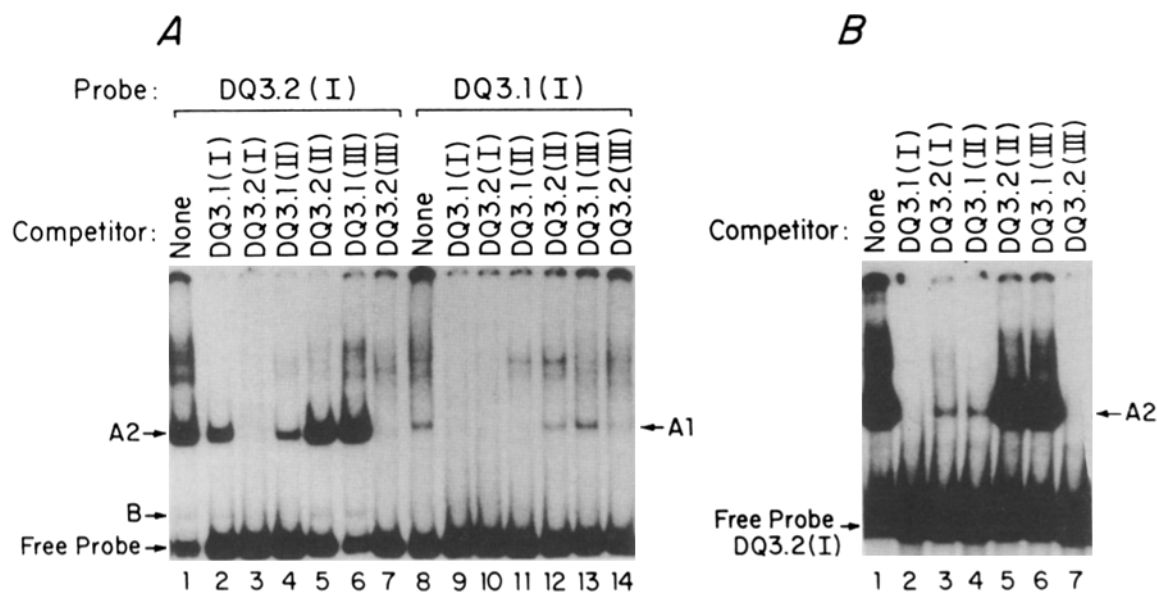 A
Probe: DQ3.2 (I) DQ3.1 (I)
Competitor: None DQ3.1(I) DQ3.2(I) DQ3.1(II) DQ3.2(II) DQ3.1(III) DQ3.2(III) None DQ3.1(I) DQ3.2(I) DQ3.1(II) DQ3.2(II) DQ3.1(III) DQ3.2(III)
A2
A1
B
Free Probe
1 2 3 4 5 6 7 8 9 10 11 12 13 14
B
Competitor: None DQ3.1(I) DQ3.2(I) DQ3.1(II) DQ3.2(II) DQ3.1(III) DQ3.2(III)
A2
Free Probe
DQ3.2(I)
1 2 3 4 5 6 7